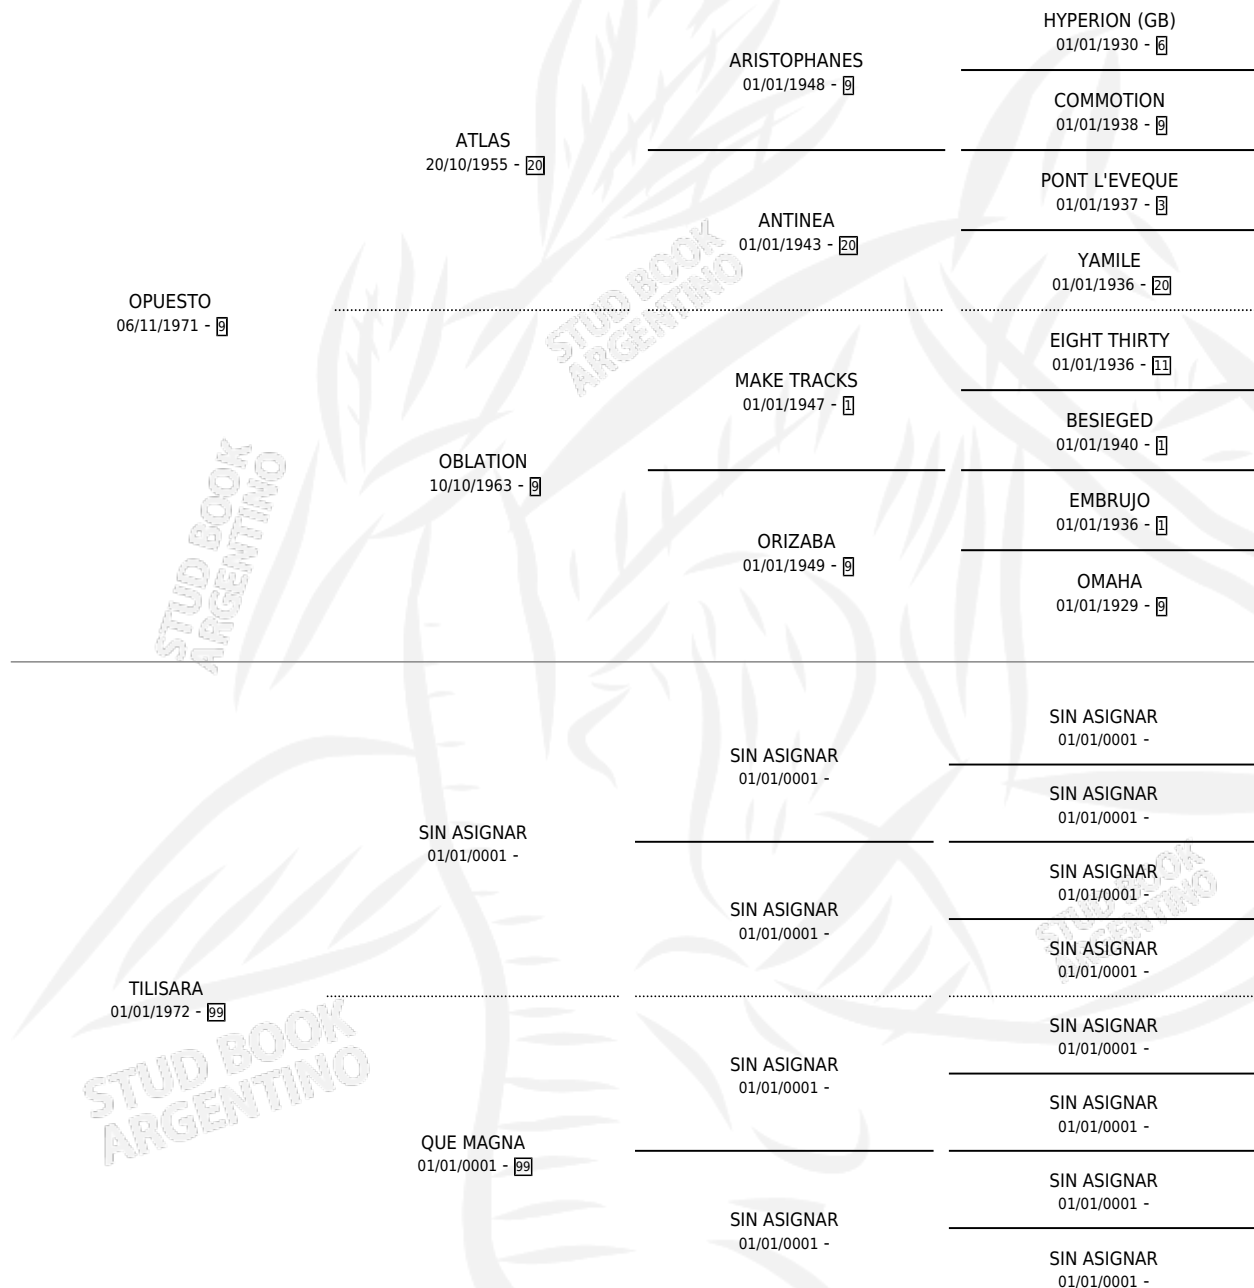 HYPERION (GB)
01/01/1930 - 6
ARISTOPHANES
01/01/1948 - 9
COMMOTION
01/01/1938 - 9
ATLAS
20/10/1955 - 20
PONT L'EVEQUE
01/01/1937 - 3
ANTINEA
01/01/1943 - 20
YAMILE
01/01/1936 - 20
OPUESTO
06/11/1971 - 9
EIGHT THIRTY
01/01/1936 - 11
MAKE TRACKS
01/01/1947 - 1
BESIEGED
01/01/1940 - 1
OBLATION
10/10/1963 - 9
EMBRUJO
01/01/1936 - 1
ORIZABA
01/01/1949 - 9
OMAHA
01/01/1929 - 9
STUD BOOK
ARGENTINO
STUD BOOK
ARGENTINO
SIN ASIGNAR
01/01/0001 -
SIN ASIGNAR
01/01/0001 -
SIN ASIGNAR
01/01/0001 -
SIN ASIGNAR
01/01/0001 -
SIN ASIGNAR
01/01/0001 -
SIN ASIGNAR
01/01/0001 -
SIN ASIGNAR
01/01/0001 -
STUD BOOK
ARGENTINO
TILISARA
01/01/1972 - 99
SIN ASIGNAR
01/01/0001 -
SIN ASIGNAR
01/01/0001 -
SIN ASIGNAR
01/01/0001 -
QUE MAGNA
01/01/0001 - 99
SIN ASIGNAR
01/01/0001 -
SIN ASIGNAR
01/01/0001 -
SIN ASIGNAR
01/01/0001 -
STUD BOOK
ARGENTINO